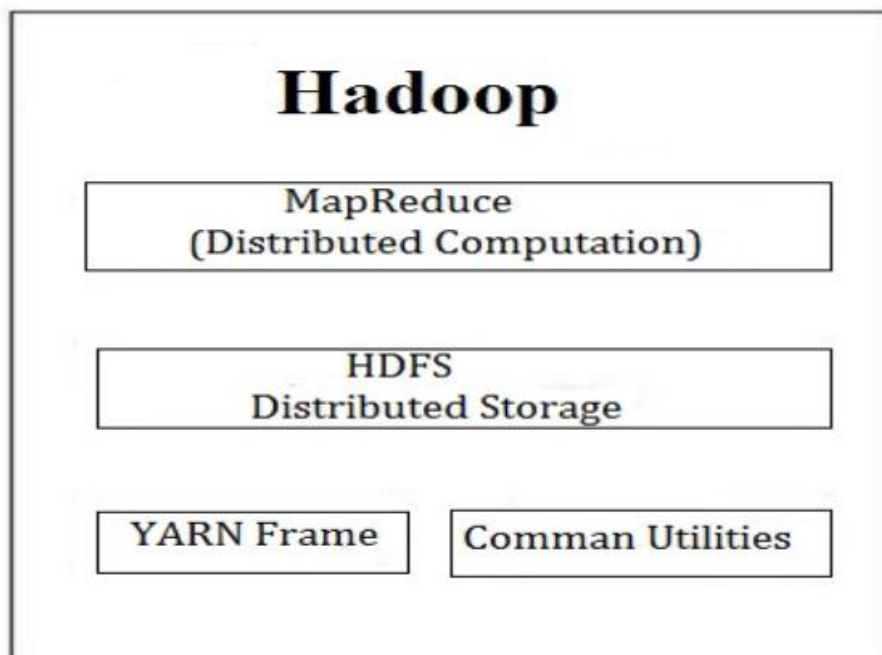 Hadoop
MapReduce
(Distributed Computation)
HDFS
Distributed Storage
YARN Frame
Comman Utilities